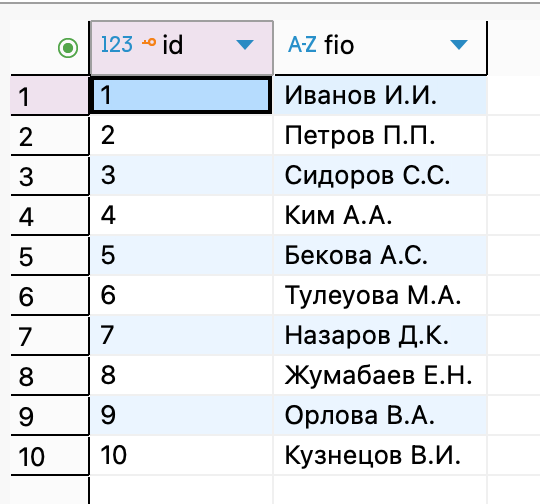 123 id A-Z fio
1 1 Иванов И.И.
2 2 Петров П.П.
3 3 Сидоров С.С.
4 4 Ким А.А.
5 5 Бекова А.С.
6 6 Тулеуова М.А.
7 7 Назаров Д.К.
8 8 Жумабаев Е.Н.
9 9 Орлова В.А.
10 10 Кузнецов В.И.